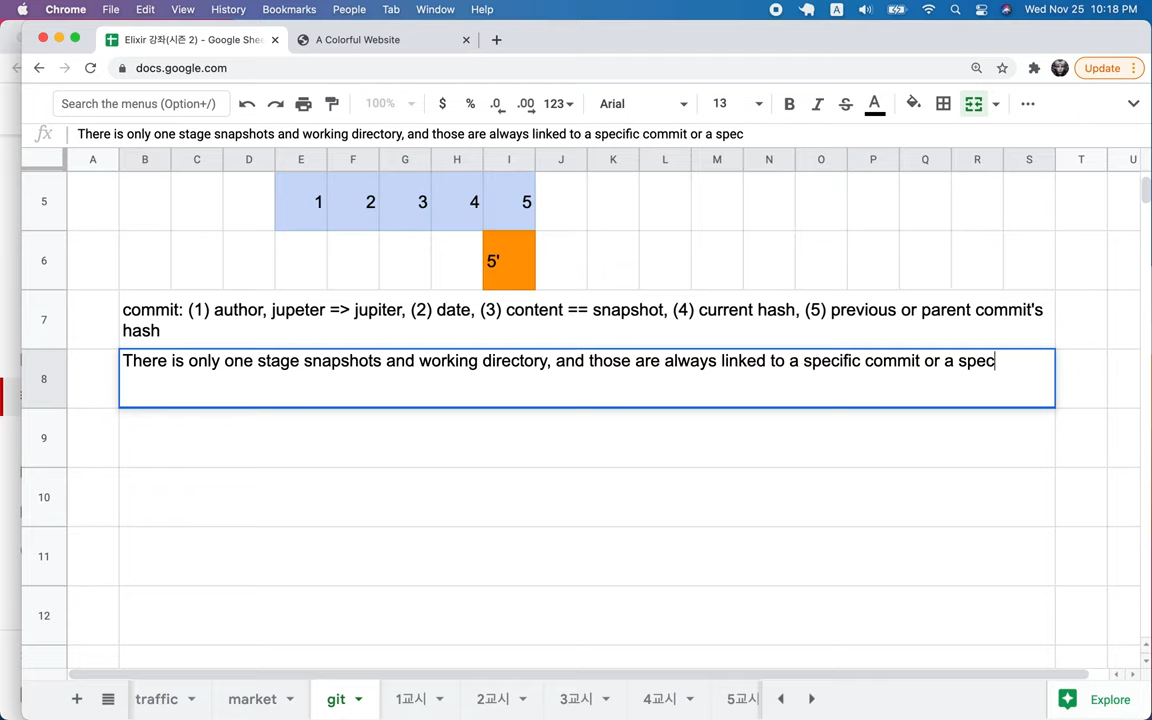 Chrome File Edit View History Bookmarks People Tab Window Help A Wed Nov 25 10:18 PM
Elixir 강좌(시즌 2) - Google She A Colorful Website
docs.google.com Update
Search the menus (Option+/) 100% $ % .0 .00 123 Arial 13 B I S A
fx There is only one stage snapshots and working directory, and those are always linked to a specific commit or a spec
A B C D E F G H I J K L M N O P Q R S T U
5 1 2 3 4 5
6 5'
7 commit: (1) author, jupeter => jupiter, (2) date, (3) content == snapshot, (4) current hash, (5) previous or parent commit's
hash
8 There is only one stage snapshots and working directory, and those are always linked to a specific commit or a spec
9
10
11
12
traffic market git 1교시 2교시 3교시 4교시 5교시 Explore